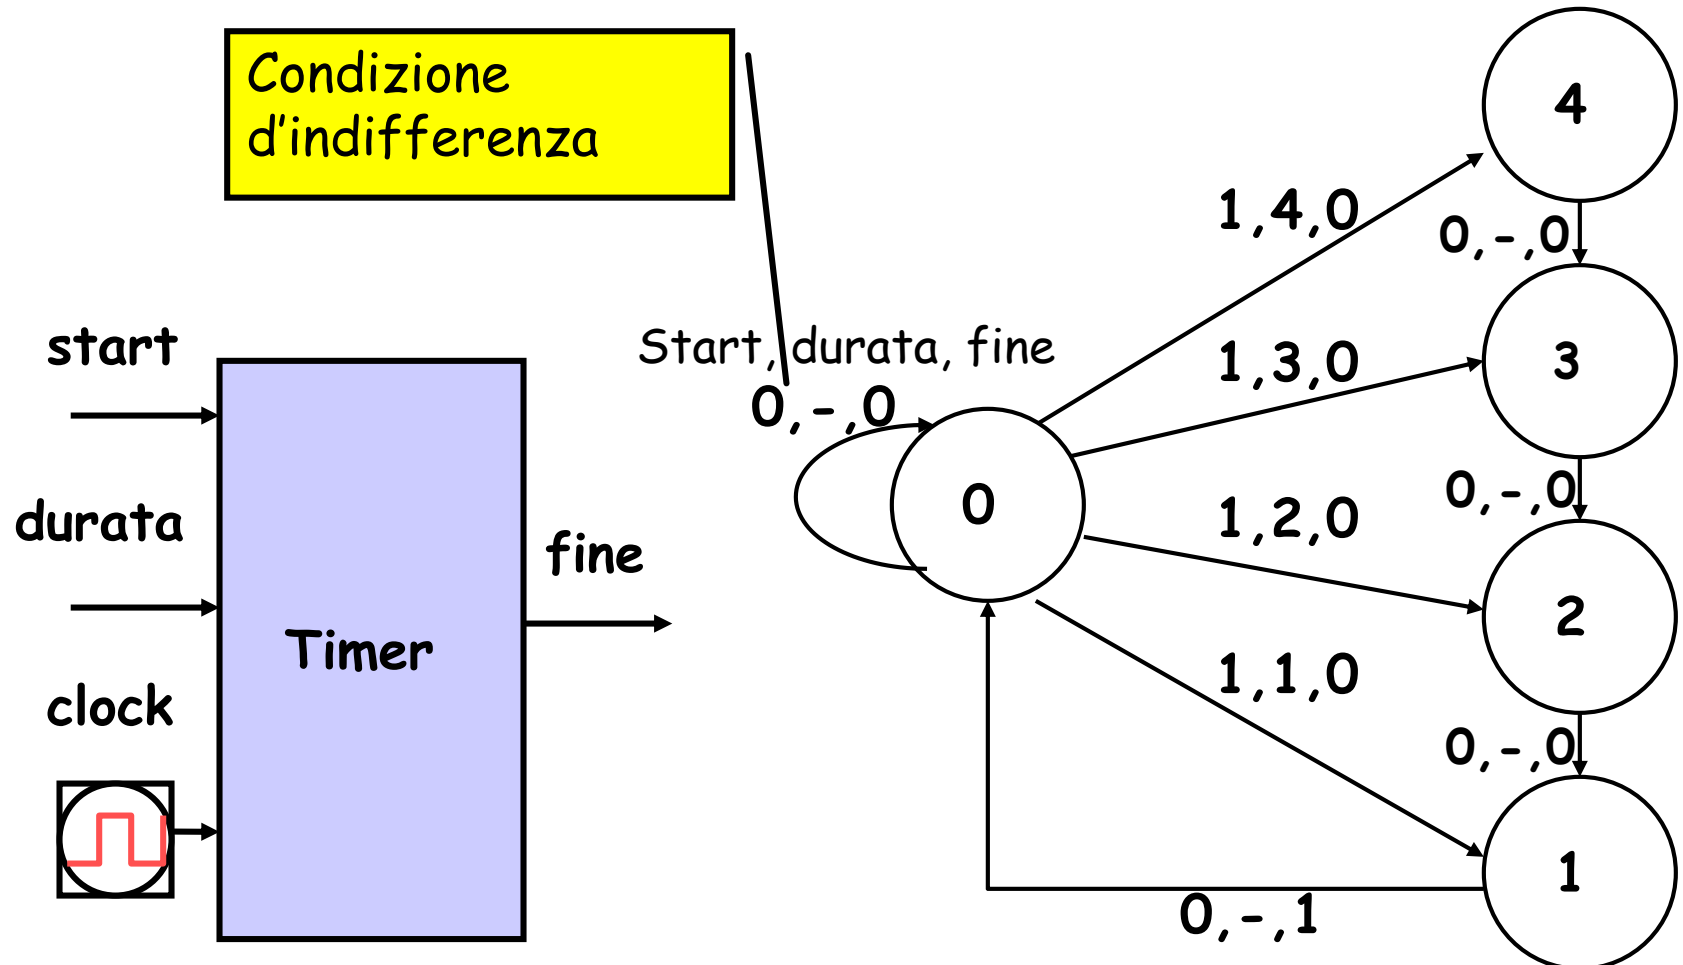 Condizione
d'indifferenza
4
1,4,0
0,-,0
start
Start, durata, fine
1,3,0
3
0,-,0
0
0,-,0
durata
1,2,0
fine
2
Timer
1,1,0
clock
0,-,0
1
0,-,1